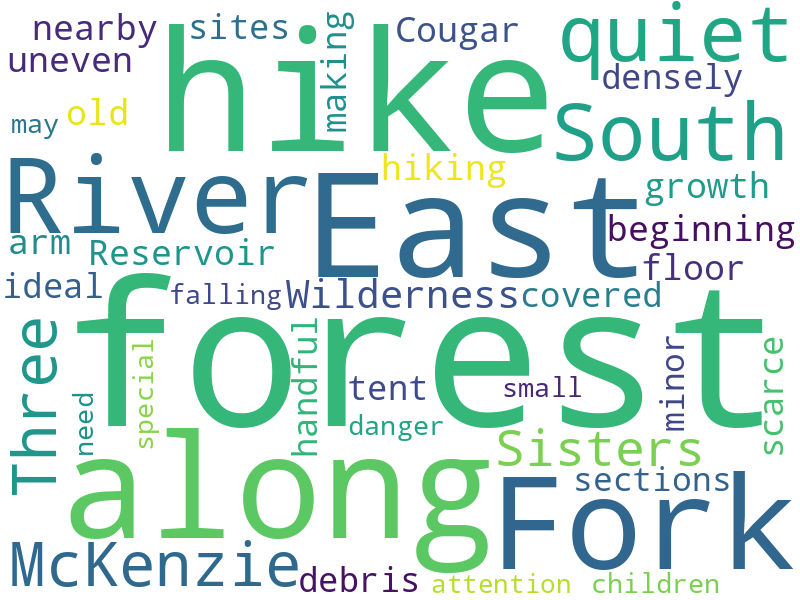 nearby sites making Cougar quiet
uneven hike densely
may old South
River East hiking growth
arm Reservoir beginning
floor
ideal falling Wilderness covered
forest
Three need special handful tent small minor scarce
danger
along Sisters
Fork sections
McKenzie debris attention children